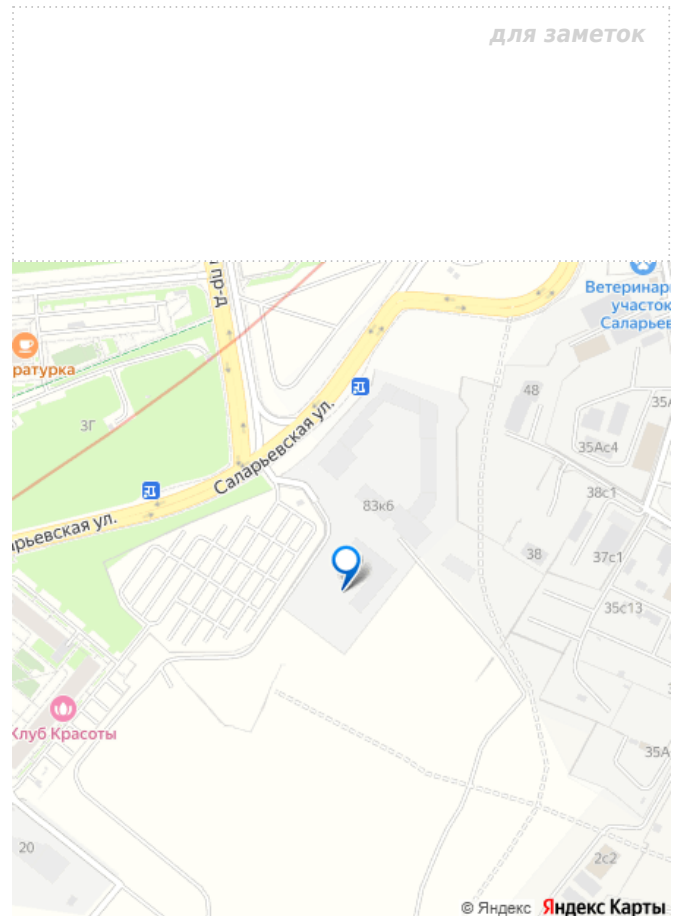 для заметок
й пр-д
Ветеринар
участок
Саларьев
ратурка
48
35А
3Г
Саларьевская ул.
35Ас4
38с1
83к6
рьевская ул.
38
37с1
35с13
Клуб Красоты
35А
20
2с2
© Яндекс Яндекс Карты